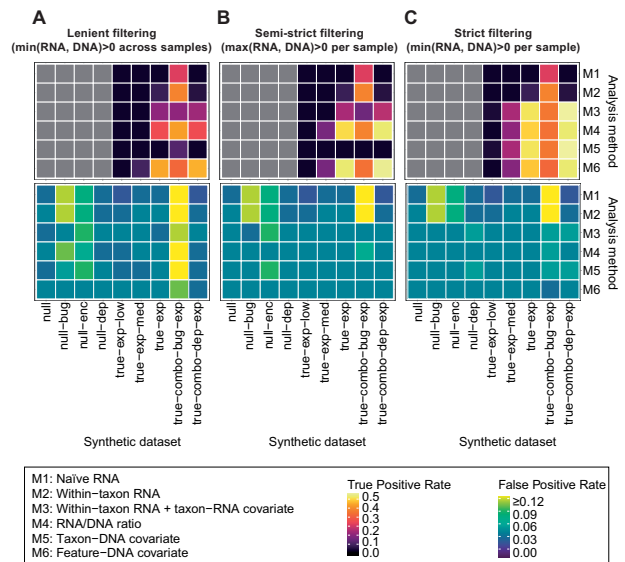 A
B
C
Lenient filtering
(min(RNA, DNA)>0 across samples)
Semi-strict filtering
(max(RNA, DNA)>0 per sample)
Strict filtering
(min(RNA, DNA)>0 per sample)
M1
M2
M3
M4
M5
M6
Analysis method
M1
M2
M3
M4
M5
M6
Analysis method
null
null-bug
null-enc
null-dep
true-exp-low
true-exp-med
true-exp
true-combo-bug-exp
true-combo-dep-exp
null
null-bug
null-enc
null-dep
true-exp-low
true-exp-med
true-exp
true-combo-bug-exp
true-combo-dep-exp
null
null-bug
null-enc
null-dep
true-exp-low
true-exp-med
true-exp
true-combo-bug-exp
true-combo-dep-exp
Synthetic dataset
Synthetic dataset
Synthetic dataset
M1: Naïve RNA
M2: Within-taxon RNA
M3: Within-taxon RNA + taxon-RNA covariate
M4: RNA/DNA ratio
M5: Taxon-DNA covariate
M6: Feature-DNA covariate
True Positive Rate
0.5
0.4
0.3
0.2
0.1
0.0
False Positive Rate
≥0.12
0.09
0.06
0.03
0.00